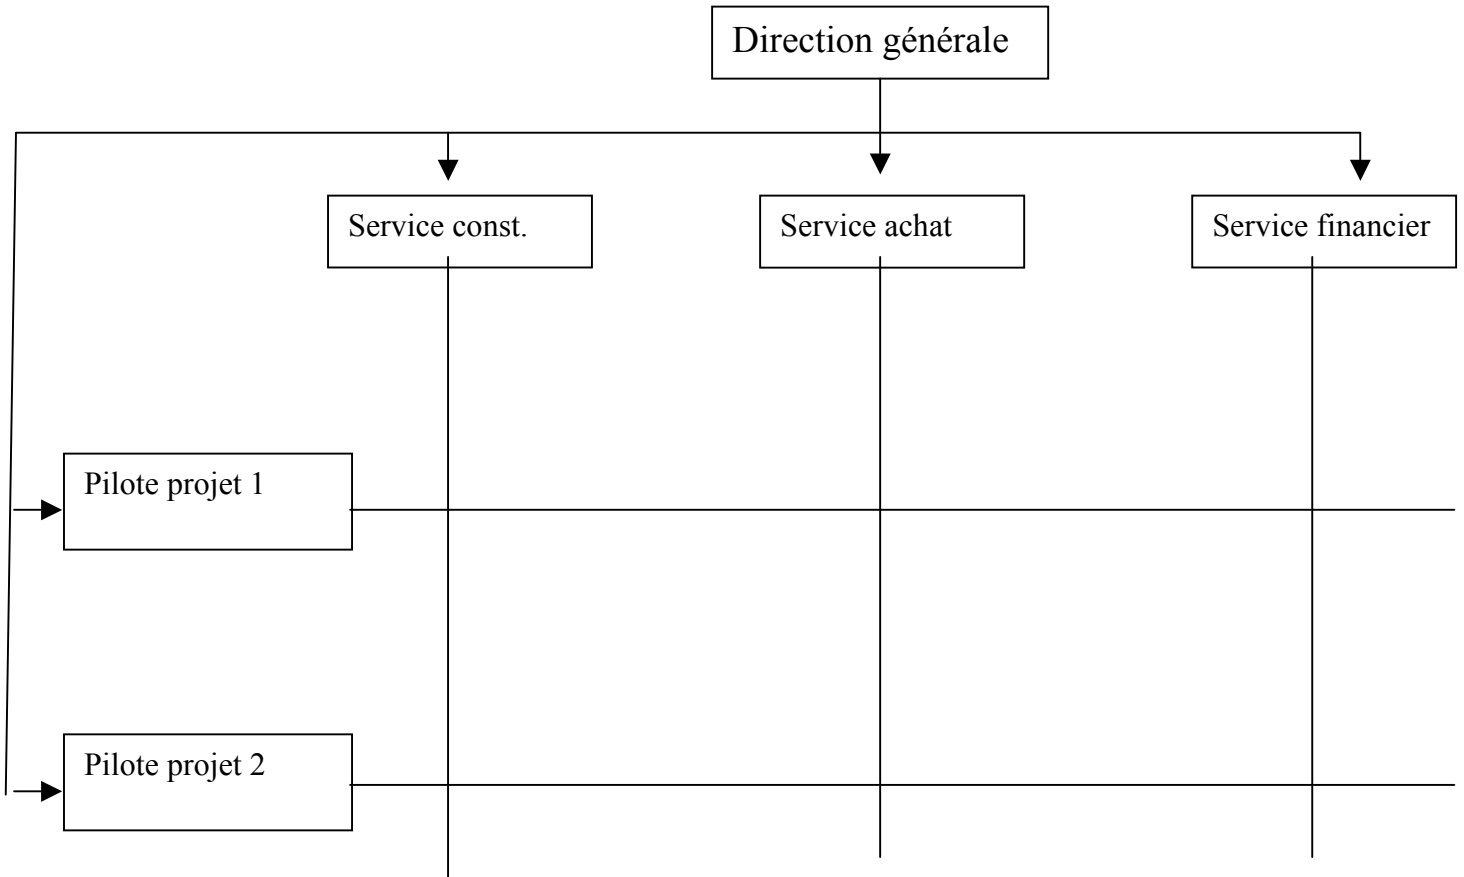 Direction générale
Service const.
Service achat
Service financier
Pilote projet 1
Pilote projet 2